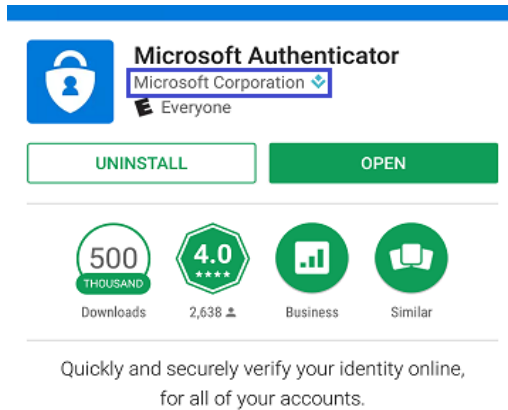 Microsoft Authenticator
Microsoft Corporation
E Everyone
UNINSTALL
OPEN
500
THOUSAND
Downloads
4.0
2,638
Business
Similar
Quickly and securely verify your identity online,
for all of your accounts.